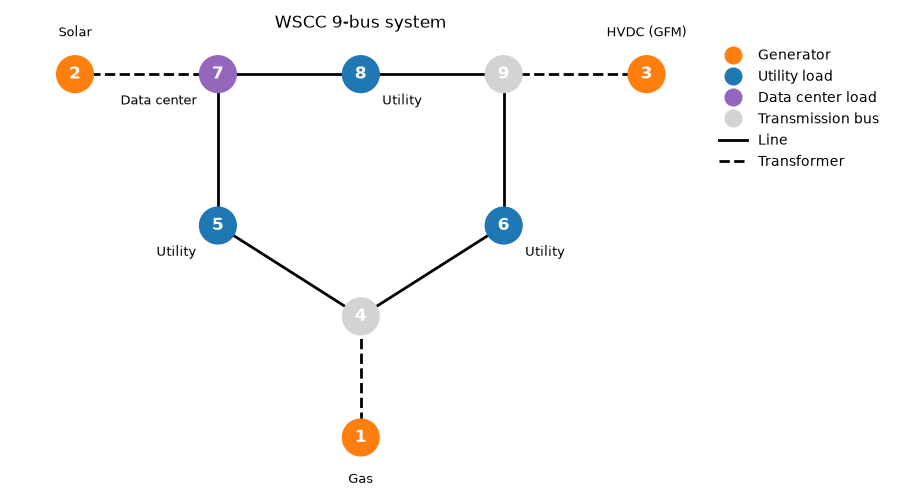 WSCC 9-bus system
Solar
HVDC (GFM)
2
7
8
9
3
Data center
Utility
Generator
Utility load
Data center load
Transmission bus
Line
Transformer
5
6
Utility
Utility
4
1
Gas